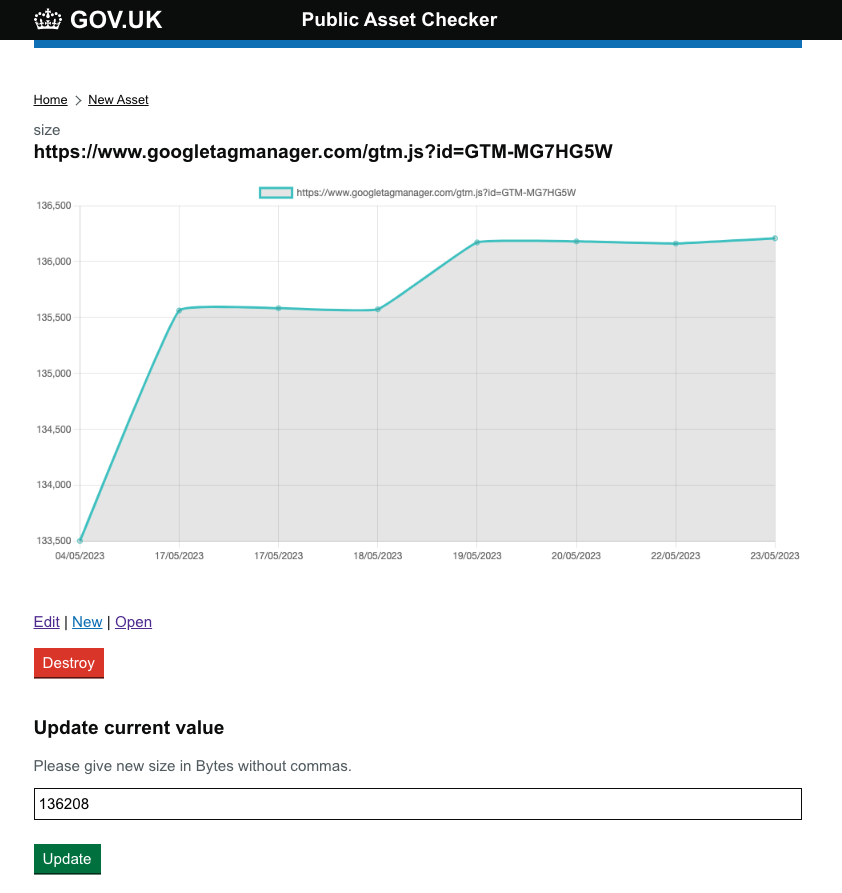 GOV.UK Public Asset Checker
Home > New Asset
size
https://www.googletagmanager.com/gtm.js?id=GTM-MG7HG5W
https://www.googletagmanager.com/gtm.js?id=GTM-MG7HG5W
136,500
136,000
135,500
135,000
134,500
134,000
133,500
04/05/2023 17/05/2023 17/05/2023 18/05/2023 19/05/2023 20/05/2023 22/05/2023 23/05/2023
Edit | New | Open
Destroy
Update current value
Please give new size in Bytes without commas.
136208
Update